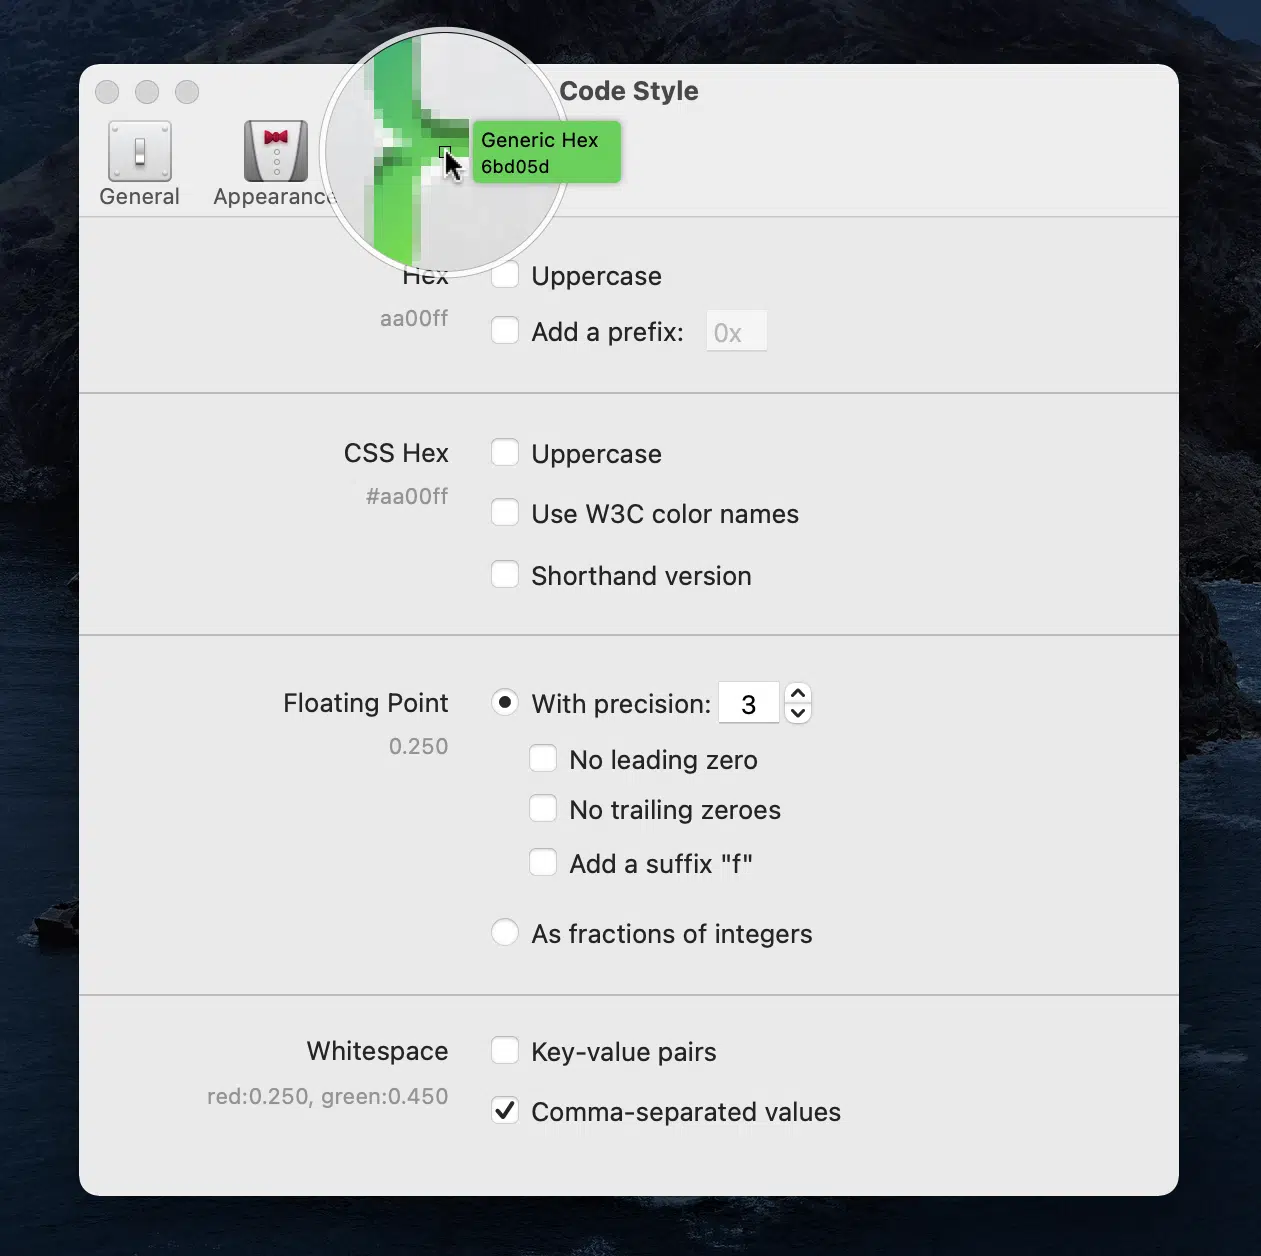 Code Style
General
Appearance
Generic Hex
6bd05d
Hex
aa00ff
Uppercase
Add a prefix: 0x
CSS Hex
#aa00ff
Uppercase
Use W3C color names
Shorthand version
Floating Point
0.250
With precision: 3
No leading zero
No trailing zeroes
Add a suffix "f"
As fractions of integers
Whitespace
red:0.250, green:0.450
Key-value pairs
Comma-separated values